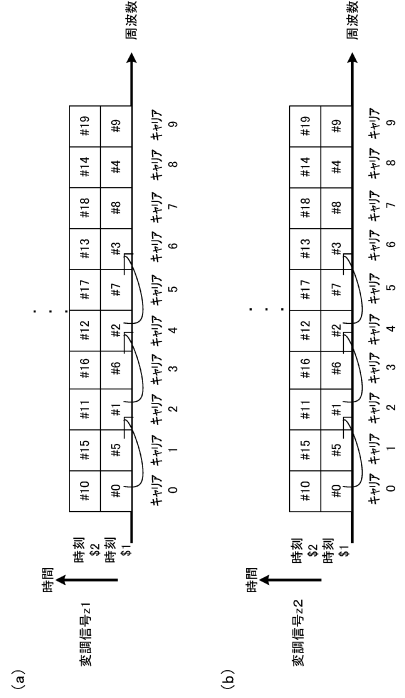 (a)
変調信号z1
時間
時刻 $2
#10 #15 #11 #16 #12 #17 #13 #18 #14 #19
時刻 $1
#0 #5 #1 #6 #2 #7 #3 #8 #4 #9
周波数
キャリア 0 キャリア 1 キャリア 2 キャリア 3 キャリア 4 キャリア 5 キャリア 6 キャリア 7 キャリア 8 キャリア 9
(b)
変調信号z2
時間
時刻 $2
#10 #15 #11 #16 #12 #17 #13 #18 #14 #19
時刻 $1
#0 #5 #1 #6 #2 #7 #3 #8 #4 #9
周波数
キャリア 0 キャリア 1 キャリア 2 キャリア 3 キャリア 4 キャリア 5 キャリア 6 キャリア 7 キャリア 8 キャリア 9